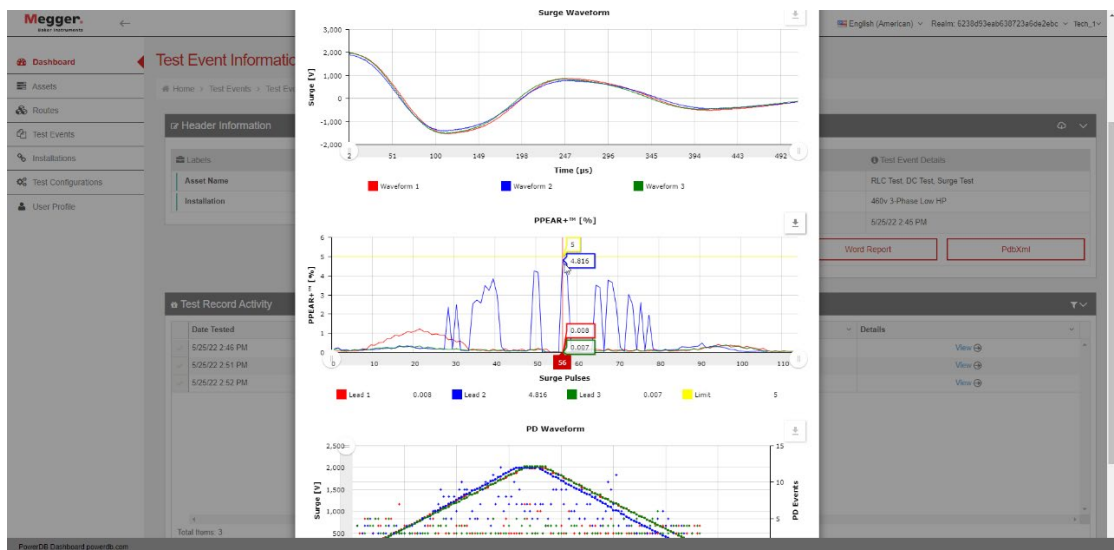 Megger.
Baker Instruments
←
English (American)
Realm: 6238d93eab638723a6de2ebc
Tech_1
Dashboard
Assets
Routes
Test Events
Installations
Test Configurations
User Profile
Test Event Informatio
Home > Test Events > Test Eve
Header Information
Labels
Asset Name
Installation
Test Event Details
RLC Test, DC Test, Surge Test
460v 3-Phase Low HP
5/25/22 2:45 PM
Word Report
PdbXml
Test Record Activity
Date Tested
Details
5/25/22 2:46 PM
View
5/25/22 2:51 PM
View
5/25/22 2:52 PM
View
Total Items: 3
PowerDB Dashboard powerdb.com
Surge Waveform
Surge [V]
3,000
2,000
1,000
0
-1,000
-2,000
2 51 100 149 198 247 296 345 394 443 492
Time (µs)
Waveform 1 Waveform 2 Waveform 3
PPEAR+™ [%]
PPEAR+™ [%]
6
5
4
3
2
1
0
5
4.816
0.008
0.007
0 10 20 30 40 50 56 60 70 80 90 100 110
Surge Pulses
Lead 1 0.008 Lead 2 4.816 Lead 3 0.007 Limit 5
PD Waveform
Surge [V]
2,500
2,000
1,500
1,000
500
15
10
5
PD Events